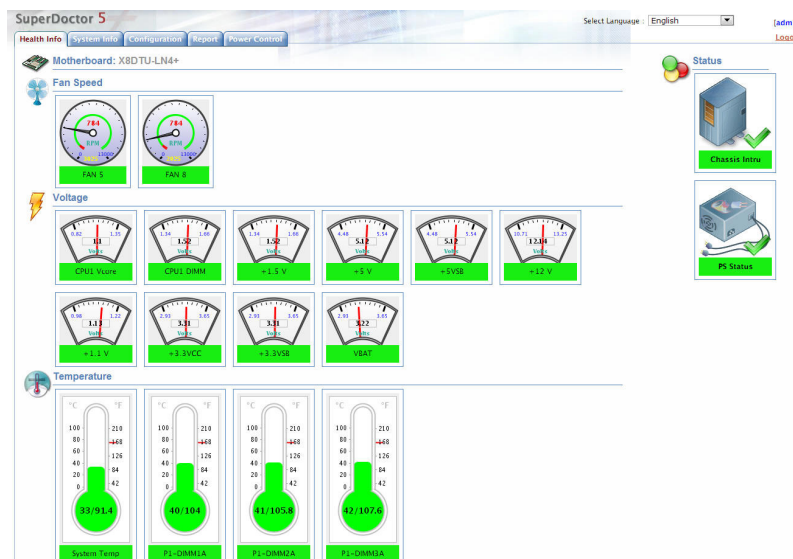 SuperDoctor 5
Select Language : English
[adm
Health Info System Info Configuration Report Power Control
Motherboard: X8DTU-LN4+
Status
Fan Speed
784 784
RPM RPM
0 13000 0 13000
FAN 5 FAN 8
Chassis Intru
Voltage
0.82 1.35 1.34 1.66 1.34 1.66 4.48 5.54 4.48 5.54 10.71 13.25
1.1 1.52 1.52 5.12 5.12 12.14
Volts Volts Volts Volts Volts Volts
CPU1 Vcore CPU1 DIMM +1.5 V +5 V +5VSB +12 V
PS Status
0.98 1.22 2.93 3.65 2.93 3.65 2.93 3.65
1.13 3.31 3.31 3.22
Volts Volts Volts Volts
+1.1 V +3.3VCC +3.3VSB VBAT
Temperature
°C °F °C °F °C °F °C °F
100 210 100 210 100 210 100 210
80 168 80 168 80 168 80 168
60 126 60 126 60 126 60 126
40 84 40 84 40 84 40 84
20 42 20 42 20 42 20 42
0 0 0 0
33/91.4 40/104 41/105.8 42/107.6
System Temp P1-DIMM1A P1-DIMM2A P1-DIMM3A